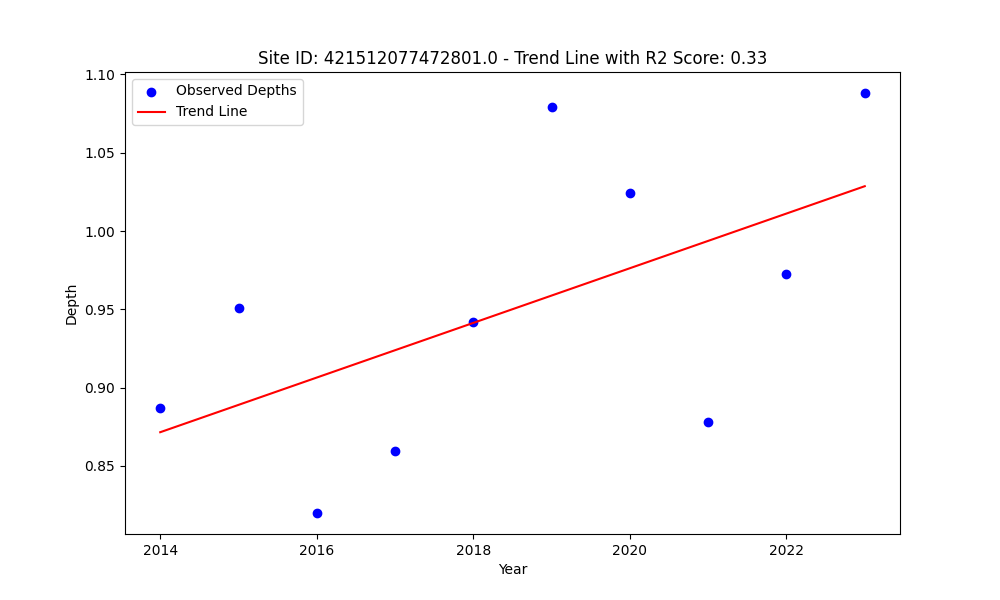 Site ID: 421512077472801.0 - Trend Line with R2 Score: 0.33
Observed Depths
Trend Line
1.10
1.05
1.00
0.95
0.90
0.85
Depth
2014
2016
2018
2020
2022
Year